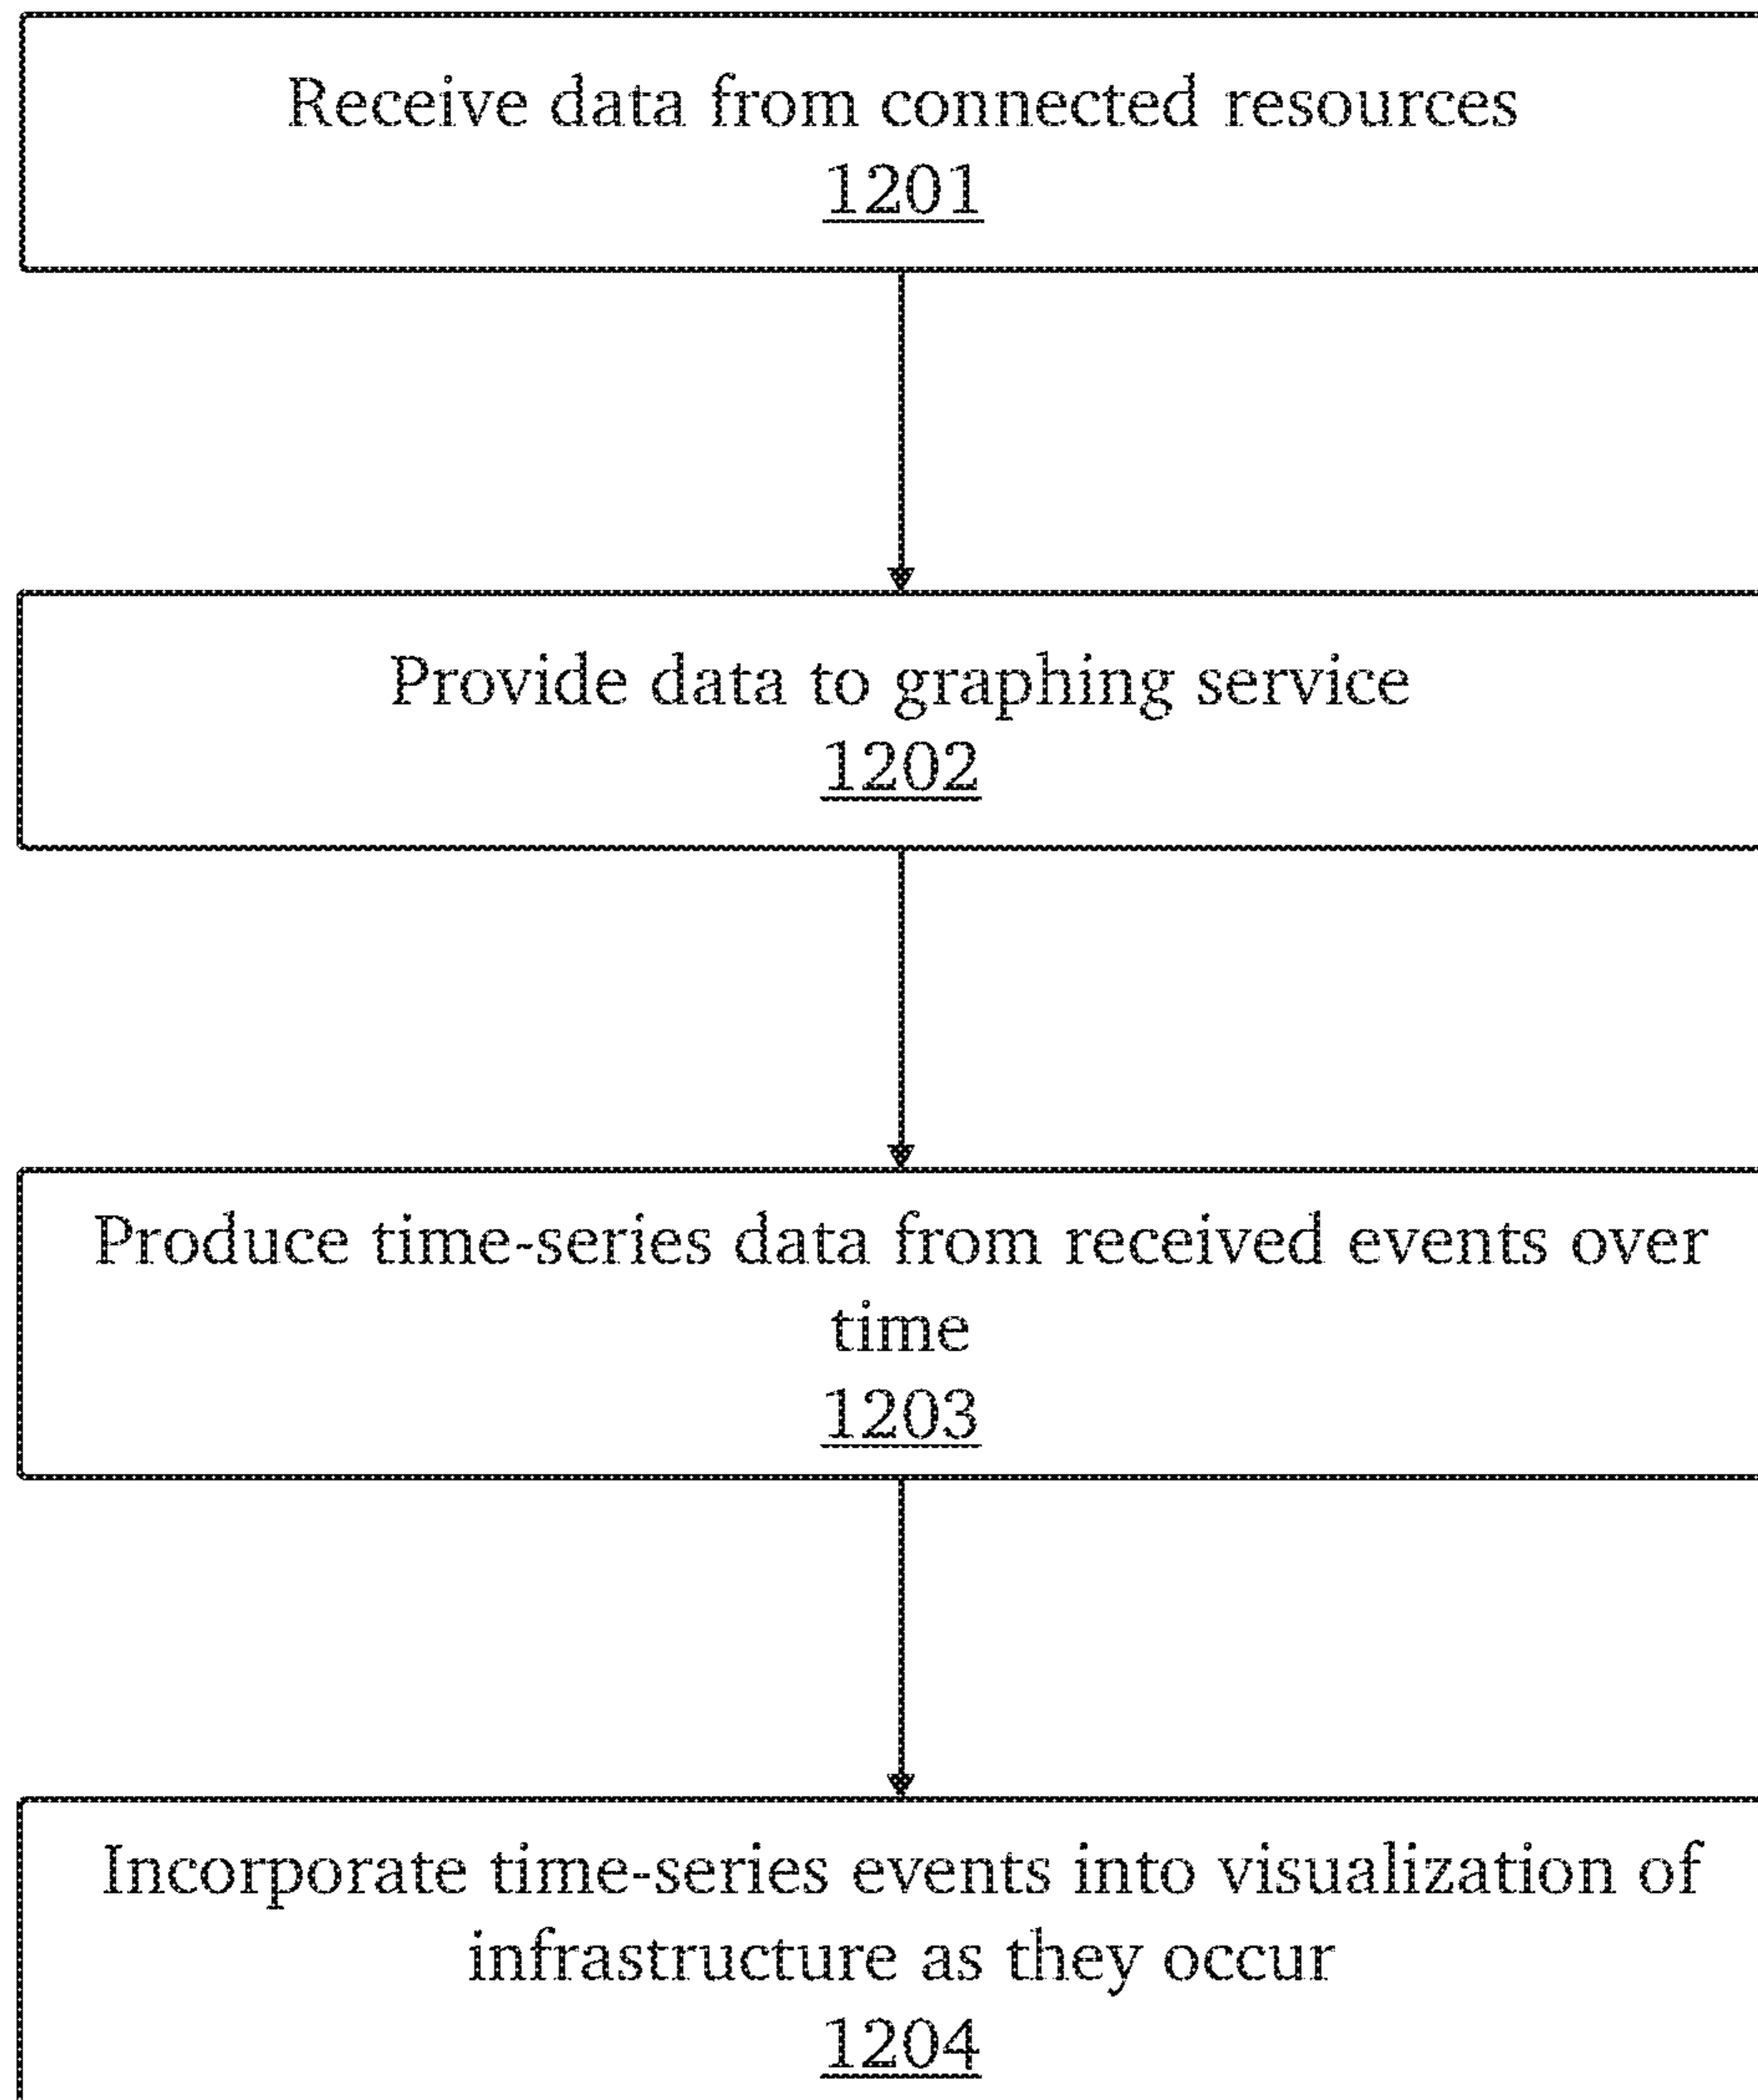 Receive data from connected resources
1201
Provide data to graphing service
1202
Produce time-series data from received events over
time
1203
Incorporate time-series events into visualization of
infrastructure as they occur
1204